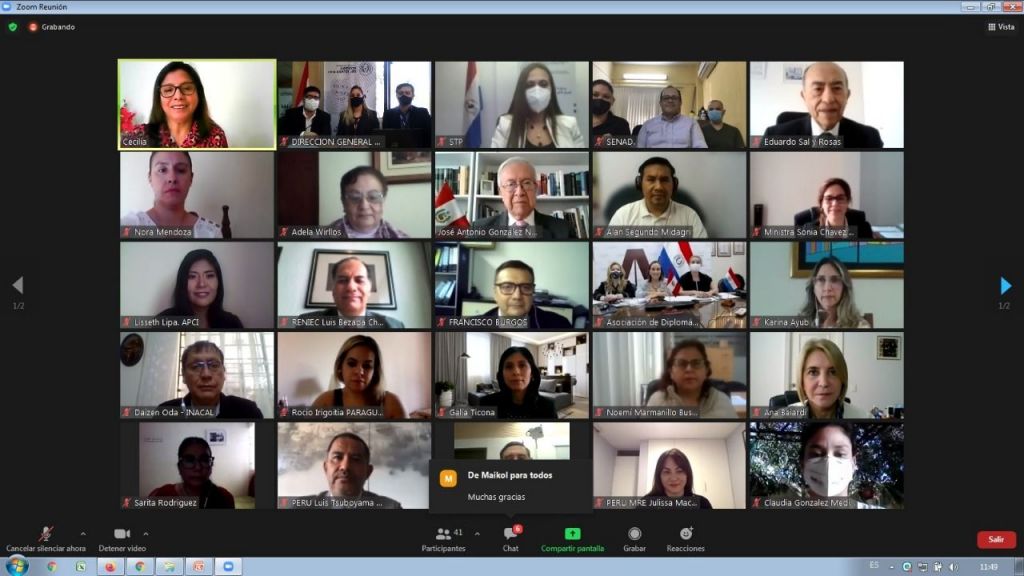 Zoom Reunión
Grabando
Vista
Cecilia
DIRECCION GENERAL ...
STP
SENAD
Eduardo Sal y Rosas
Nora Mendoza
Adela Wirllos
José Antonio González N...
Alan Segundo Midagri
Ministra Sonia Chavez ...
Lisseth Lipa. APCI
RENIEC Luis Bezapa Ch...
FRANCISCO BURGOS
Asociación de Diploma...
Karina Ayub
1/2
1/2
Daizen Oda - INACAL
Rocio Irigoitia PARAGU...
Galia Ticona
Noemi Marmanillo Bus...
Ana Baiardi
Sarita Rodriguez
PERU Luis Tsuboyama ...
M
De Maikol para todos
Muchas gracias
PERU MRE Julissa Mac...
Claudia Gonzalez Medi...
Cancelar silenciar ahora
Detener video
Participantes
41
Chat
6
Compartir pantalla
Grabar
Reacciones
Salir
ES
11:49